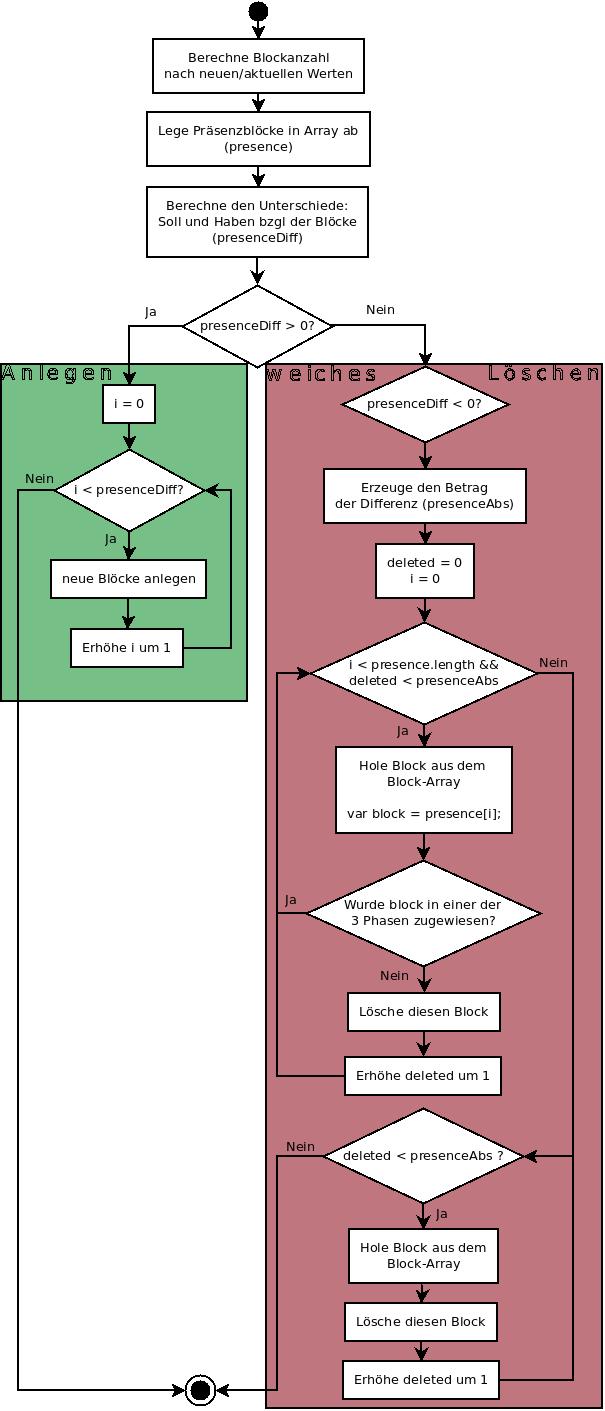 Berechne Blockanzahl
nach neuen/aktuellen Werten
Lege Präsenzblöcke in Array ab
(presence)
Berechne den Unterschiede:
Soll und Haben bzgl der Blöcke
(presenceDiff)
presenceDiff > 0?
Ja
Nein
Anlegen
i = 0
i < presenceDiff?
Nein
Ja
neue Blöcke anlegen
Erhöhe i um 1
weiches Löschen
presenceDiff < 0?
Erzeuge den Betrag
der Differenz (presenceAbs)
deleted = 0
i = 0
i < presence.length &&
deleted < presenceAbs
Nein
Ja
Hole Block aus dem
Block-Array
var block = presence[i];
Wurde block in einer der
3 Phasen zugewiesen?
Ja
Nein
Lösche diesen Block
Erhöhe deleted um 1
deleted < presenceAbs ?
Nein
Ja
Hole Block aus dem
Block-Array
Lösche diesen Block
Erhöhe deleted um 1